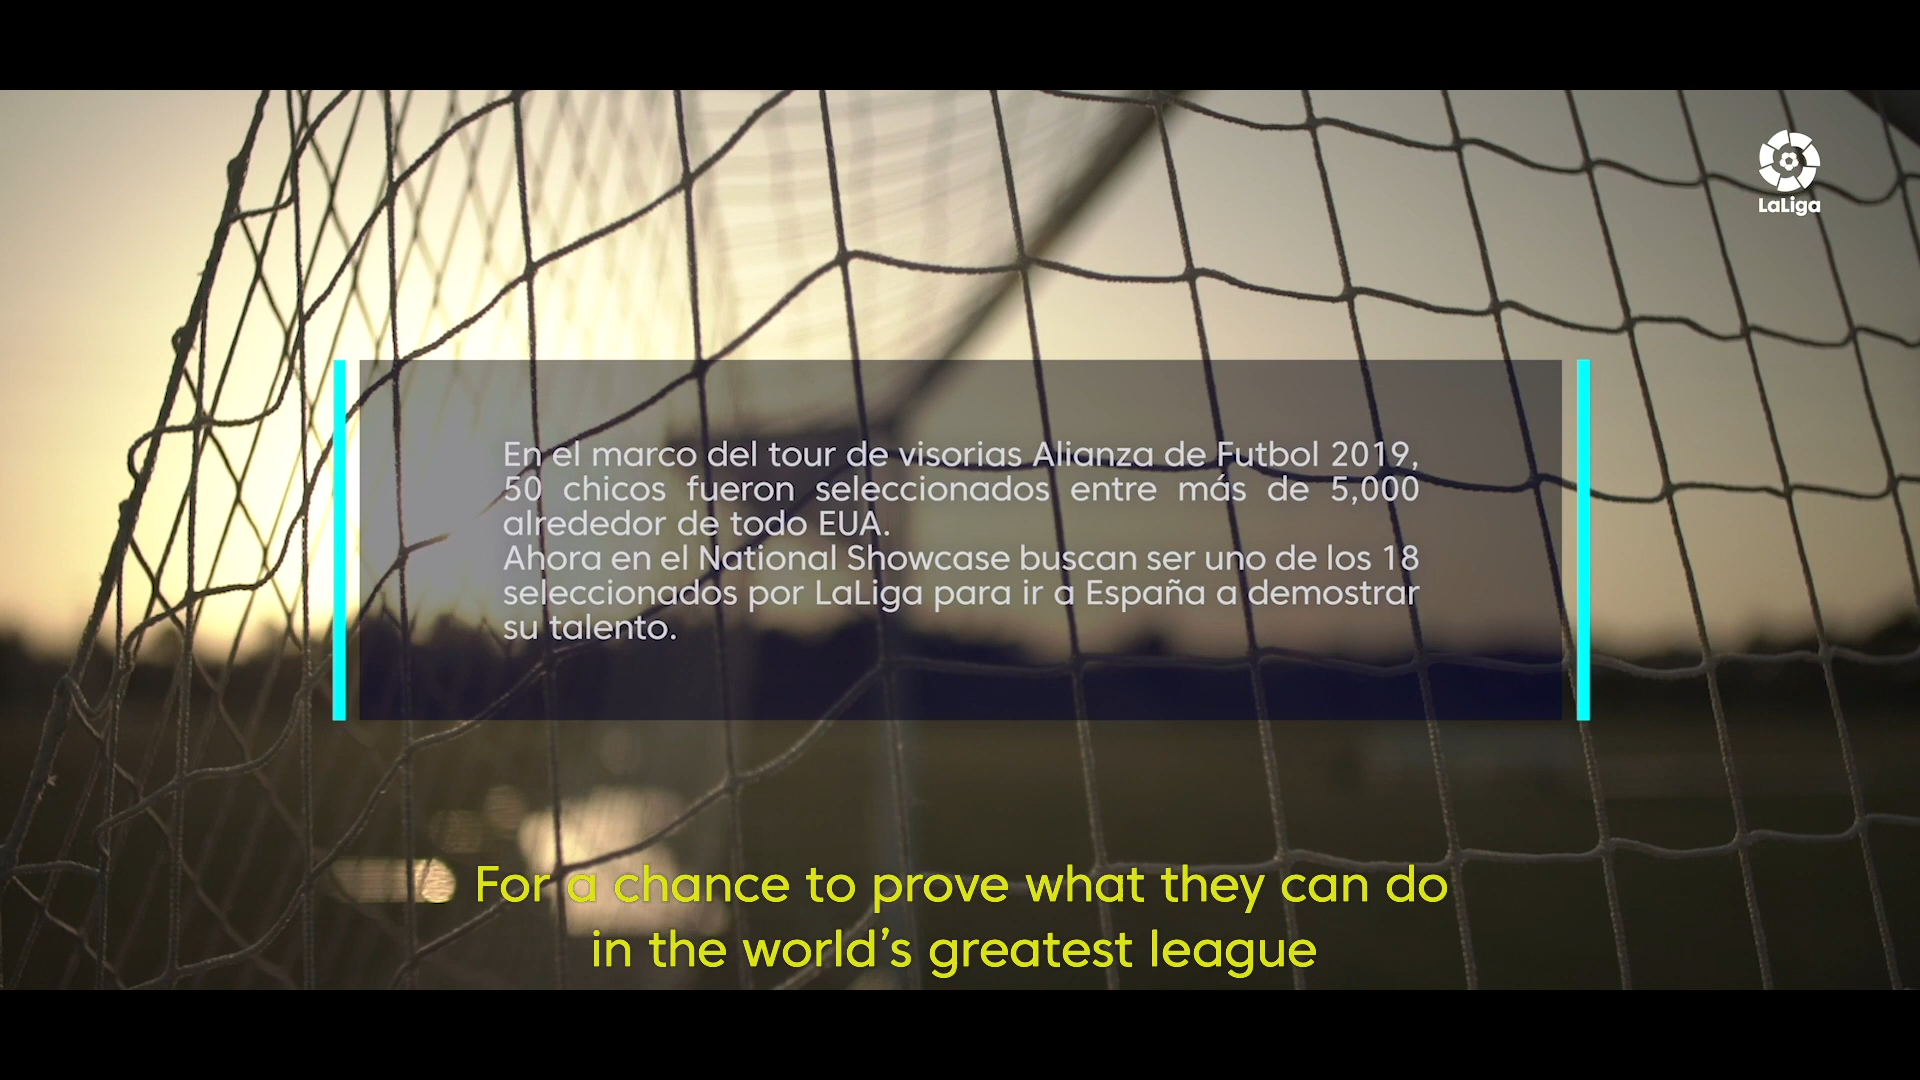 LaLiga
En el marco del tour de visorias Alianza de Futbol 2019,
50 chicos fueron seleccionados entre más de 5,000
alrededor de todo EUA.
Ahora en el National Showcase buscan ser uno de los 18
seleccionados por LaLiga para ir a España a demostrar
su talento.
For a chance to prove what they can do
in the world’s greatest league